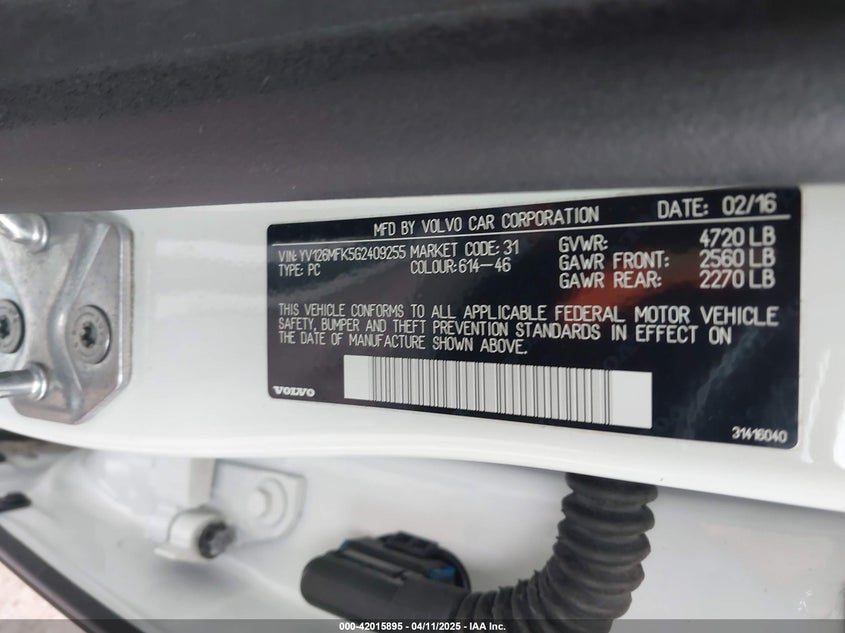 MFD BY VOLVO CAR CORPORATION DATE: 02/16
VIN: YV126MFK5G2409255 MARKET CODE: 31 GVWR: 4720 LB
TYPE: PC COLOUR: 614-46 GAWR FRONT: 2560 LB
GAWR REAR: 2270 LB
THIS VEHICLE CONFORMS TO ALL APPLICABLE FEDERAL MOTOR VEHICLE
SAFETY, BUMPER AND THEFT PREVENTION STANDARDS IN EFFECT ON
THE DATE OF MANUFACTURE SHOWN ABOVE.
VOLVO
31416040
000-42015895 - 04/11/2025 - IAA Inc.